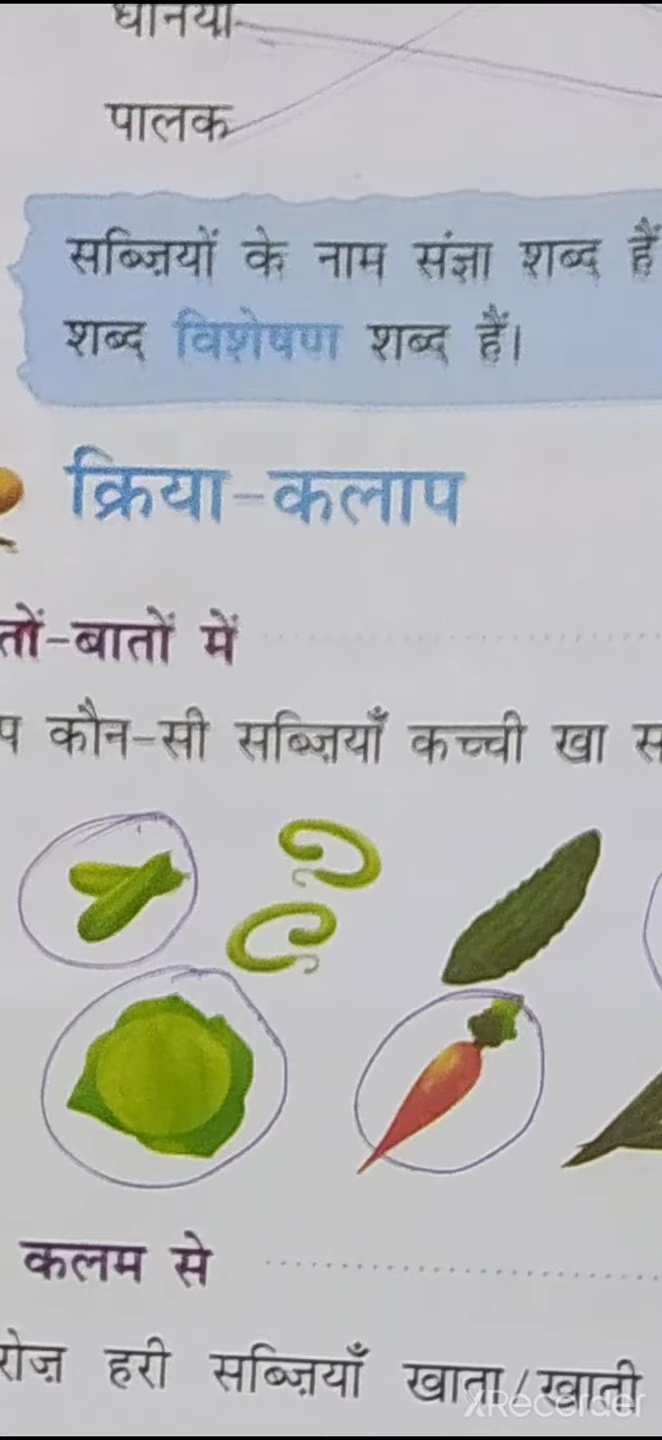 धनिया
पालक
सब्ज़ियों के नाम संज्ञा शब्द हैं
शब्द विशेषण शब्द हैं।
क्रिया-कलाप
तों-बातों में
प कौन-सी सब्ज़ियाँ कच्ची खा स
कलम से
रोज़ हरी सब्ज़ियाँ खाता/खाती
XRecorder